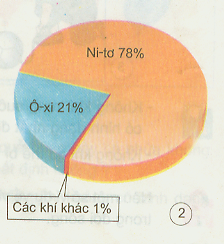 Ni-tơ 78%
Ô-xi 21%
Các khí khác 1%
2